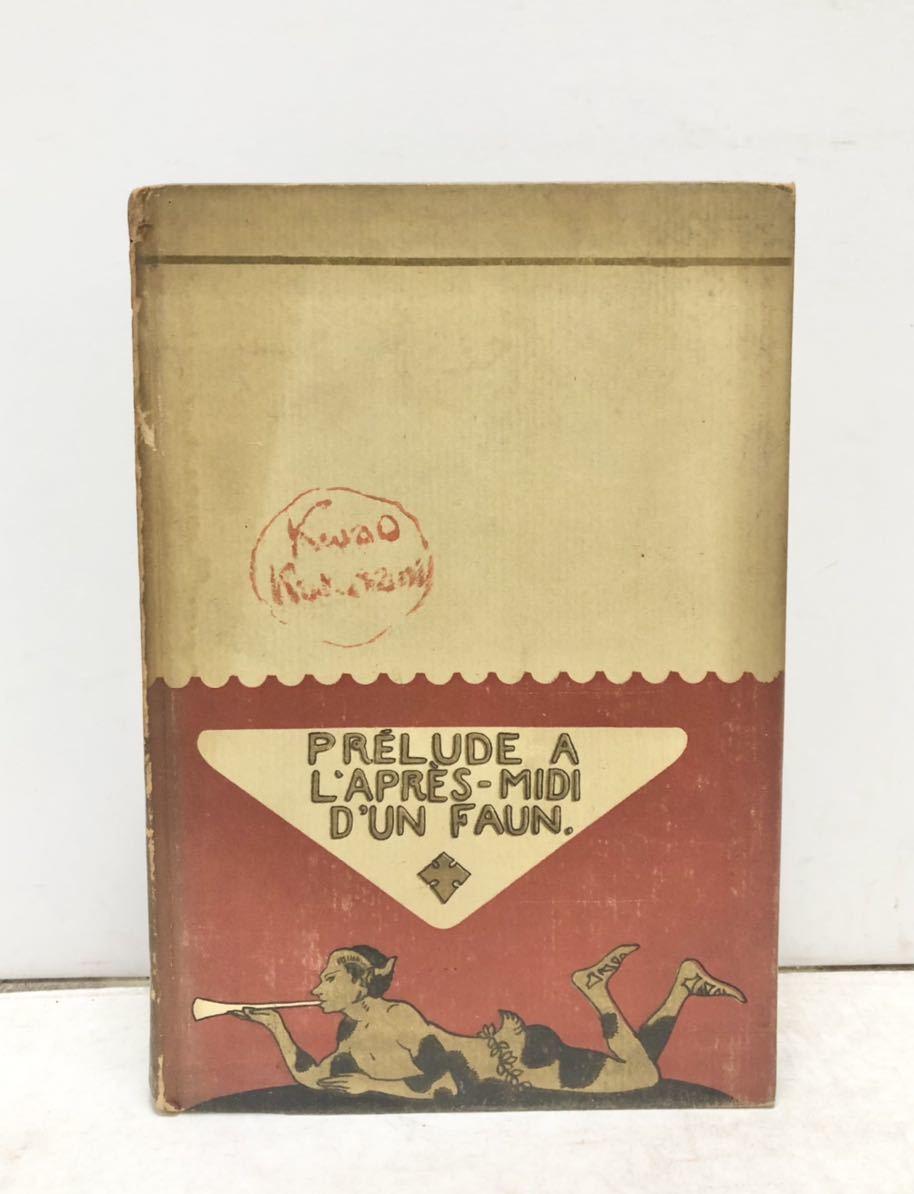 Kwao
PRÉLUDE A
L'APRÈS-MIDI
D'UN FAUN.